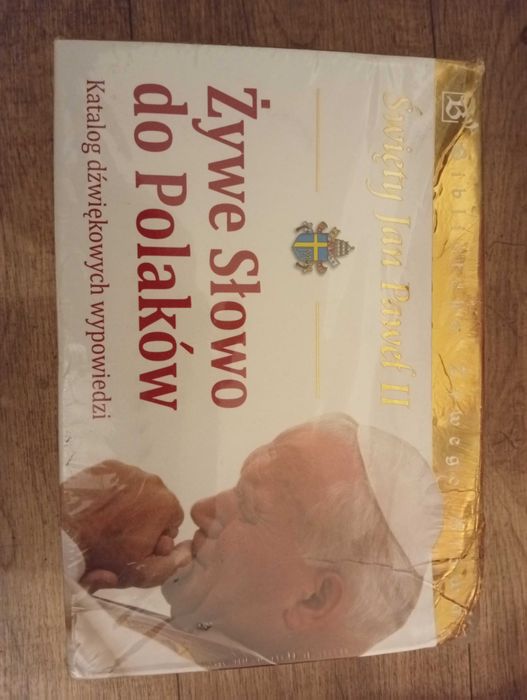 B
Święty Jan Paweł II
Żywe Słowo
do Polaków
Katalog dźwiękowych wypowiedzi